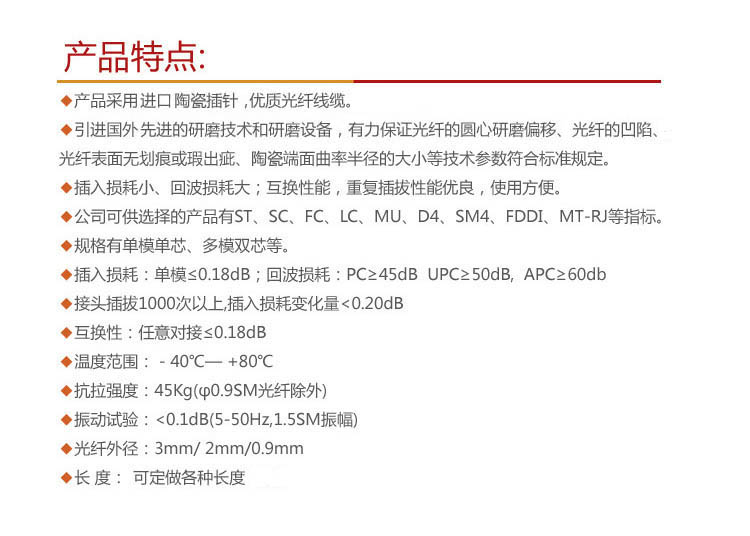 产品特点:
◆产品采用进口陶瓷插针，优质光纤线缆。
◆引进国外先进的研磨技术和研磨设备，有力保证光纤的圆心研磨偏移、光纤的凹陷、
光纤表面无划痕或瑕出疵、陶瓷端面曲率半径的大小等技术参数符合标准规定。
◆插入损耗小、回波损耗大；互换性能，重复插拔性能优良，使用方便。
◆公司可供选择的产品有ST、SC、FC、LC、MU、D4、SM4、FDDI、MT-RJ等指标。
◆规格有单模单芯、多模双芯等。
◆插入损耗：单模≤0.18dB；回波损耗：PC≥45dB UPC≥50dB, APC≥60db
◆接头插拔1000次以上,插入损耗变化量<0.20dB
◆互换性：任意对接≤0.18dB
◆温度范围： - 40℃— +80℃
◆抗拉强度：45Kg(φ0.9SM光纤除外)
◆振动试验：<0.1dB(5-50Hz,1.5SM振幅)
◆光纤外径：3mm/ 2mm/0.9mm
◆长 度： 可定做各种长度